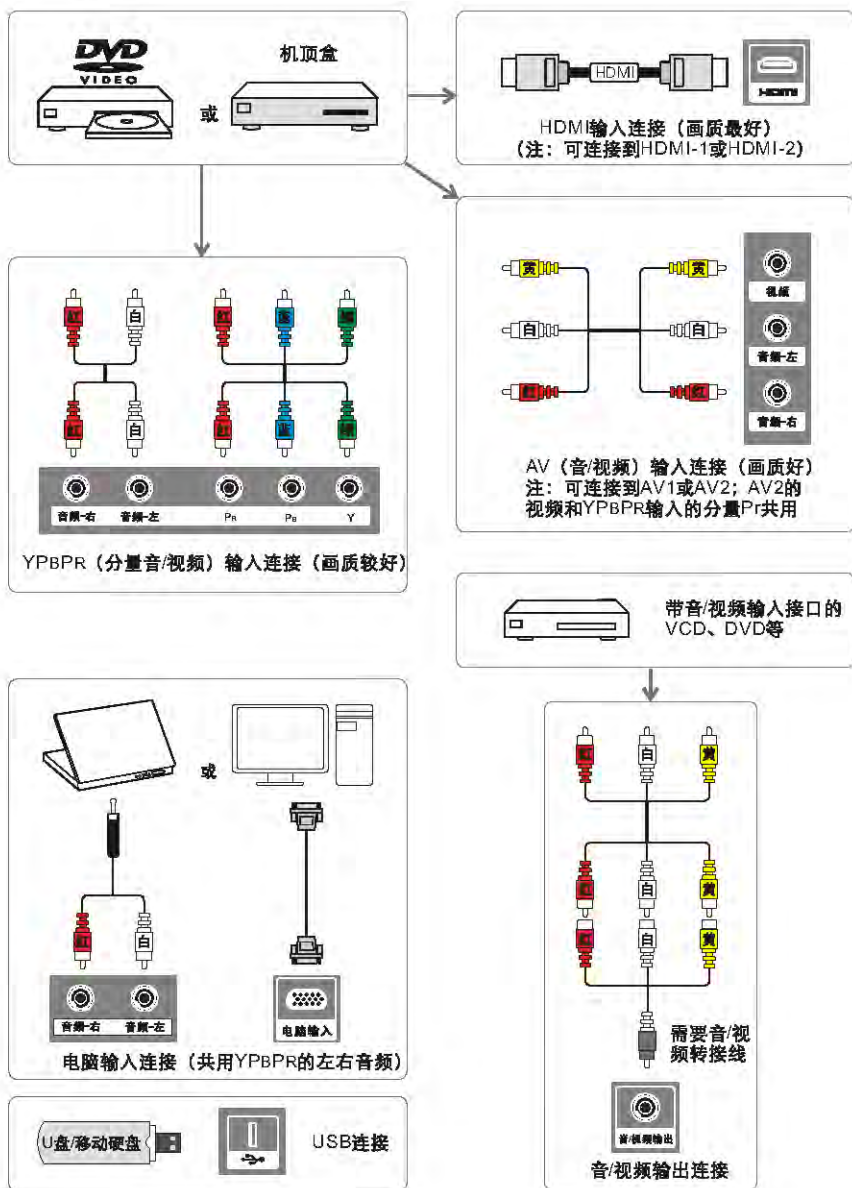 DVD
VIDEO
或
机顶盒
HDMI
HDMI
HDMI输入连接（画质最好）
（注：可连接到HDMI-1或HDMI-2）
红
白
红
蓝
绿
红
白
红
蓝
绿
音频-右
音频-左
PR
PB
Y
YPBPR（分量音/视频）输入连接（画质较好）
黄
黄
白
白
红
红
视频
音频-左
音频-右
AV（音/视频）输入连接（画质好）
注：可连接到AV1或AV2；AV2的
视频和YPBPR输入的分量Pr共用
带音/视频输入接口的
VCD、DVD等
或
红
白
音频-右
音频-左
电脑输入
电脑输入连接（共用YPBPR的左右音频）
红
白
黄
红
白
黄
红
白
黄
需要音/视
频转接线
音/视频输出
音/视频输出连接
U盘/移动硬盘
USB连接